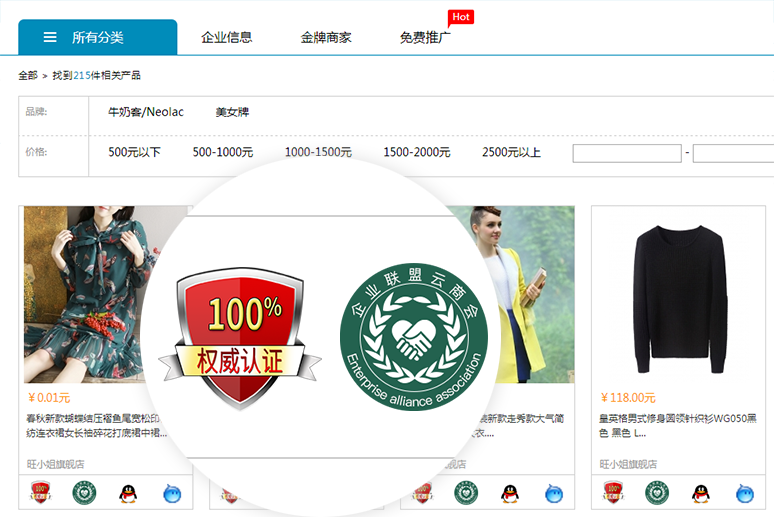 所有分类 企业信息 金牌商家 免费推广 Hot
全部 > 找到215件相关产品
品牌: 牛奶客/Neolac 美女牌
价格: 500元以下 500-1000元 1000-1500元 1500-2000元 2500元以上 -
100%
权威认证
企业联盟云商会
Enterprise alliance association
￥0.01元
春秋新款蝴蝶结压褶鱼尾宽松印
纺连衣裙女长袖碎花打底裙中裙...
旺小姐旗舰店
新款走秀款大气简
衣....
旗舰店
￥118.00元
皇英格男式修身圆领针织衫WG050黑
色 黑色 L...
旺小姐旗舰店